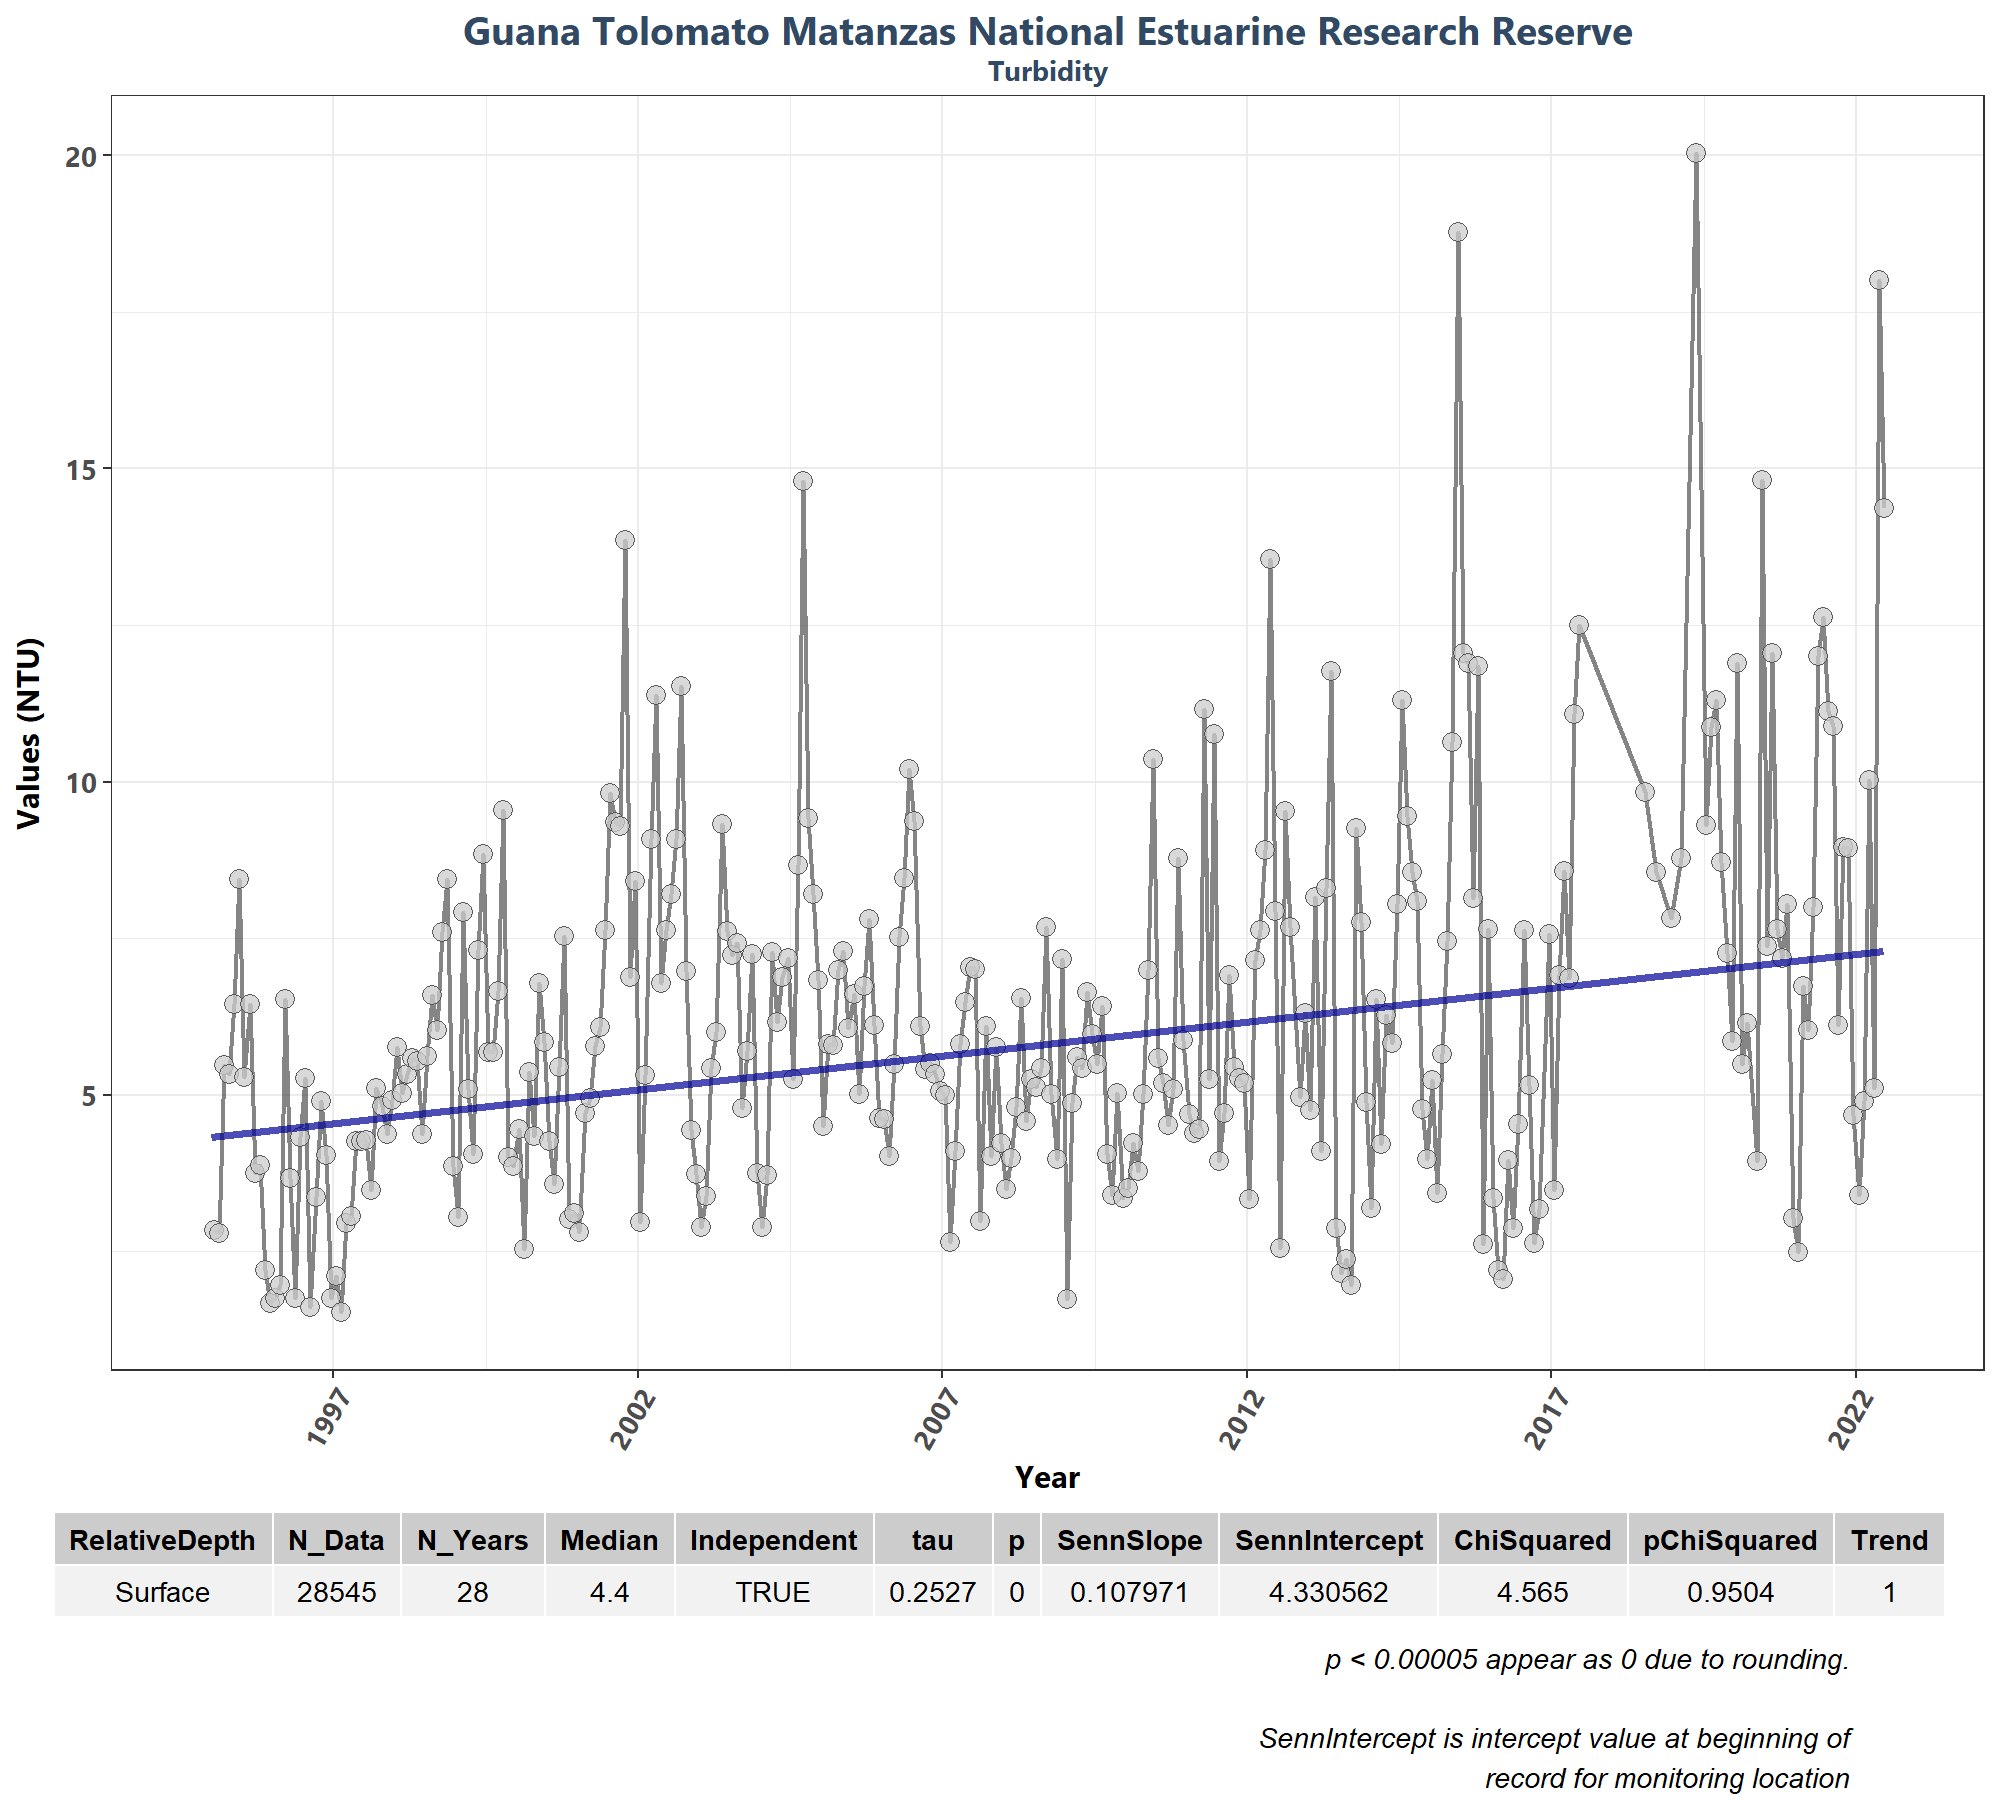 Guana Tolomato Matanzas National Estuarine Research Reserve
Turbidity
Values (NTU)
20
15
10
5
1997 2002 2007 2012 2017 2022
Year
RelativeDepth N_Data N_Years Median Independent tau p SennSlope SennIntercept ChiSquared pChiSquared Trend
Surface 28545 28 4.4 TRUE 0.2527 0 0.107971 4.330562 4.565 0.9504 1
p < 0.00005 appear as 0 due to rounding.
SennIntercept is intercept value at beginning of
record for monitoring location